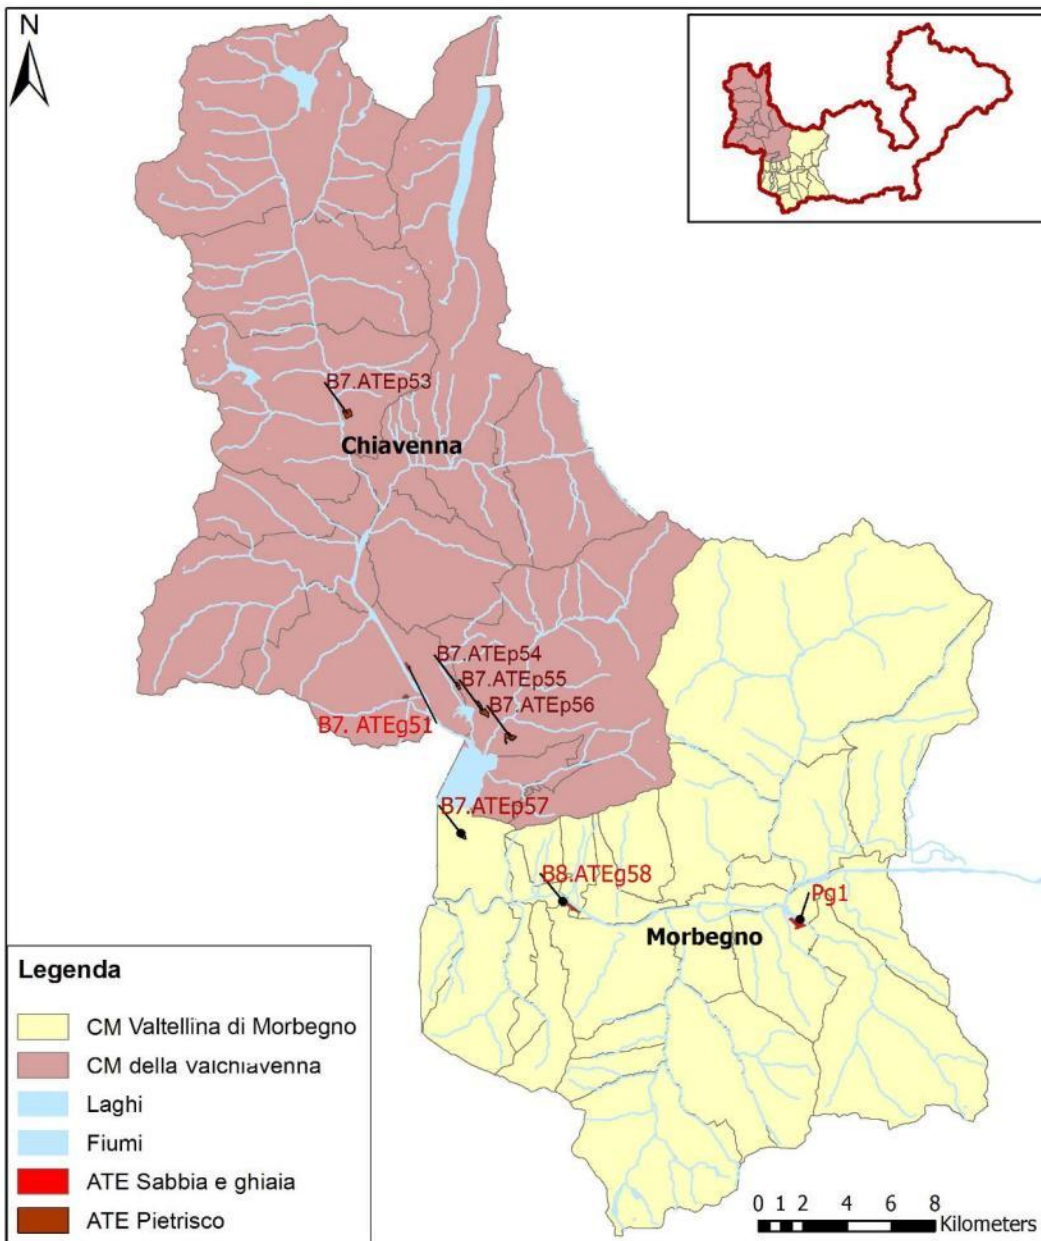 N
B7.ATEp53
Chiavenna
B7.ATEp54
B7.ATEp55
B7.ATEp56
B7. ATEg51
B7.ATEp57
B8.ATEg58
Pg1
Morbegno
Legenda
CM Valtellina di Morbegno
CM della Valchiavenna
Laghi
Fiumi
ATE Sabbia e ghiaia
ATE Pietrisco
0 1 2 4 6 8
Kilometers